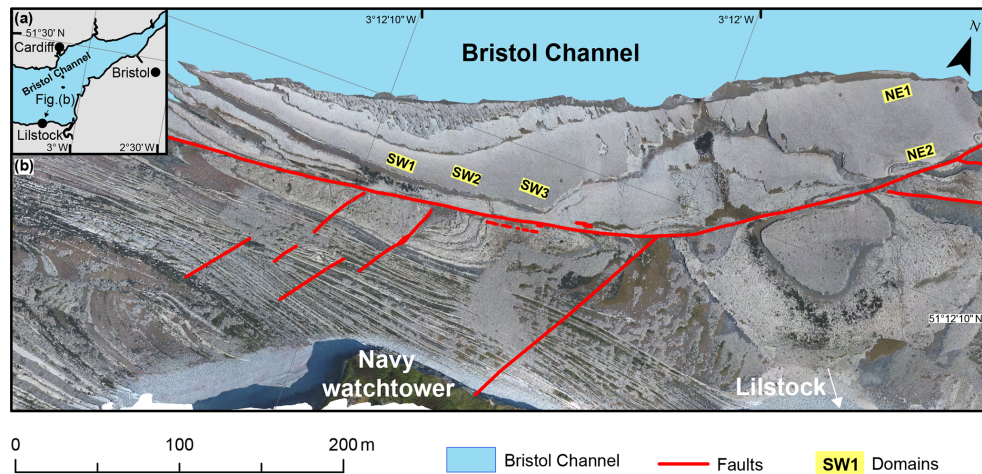 (a)
51°30' N
Cardiff
Bristol Channel
Bristol
Fig.(b)
Lilstock
3° W
2°30' W
3°12'10" W
3°12' W
N
Bristol Channel
(b)
SW1
SW2
SW3
NE1
NE2
51°12'10" N
Navy
watchtower
Lilstock
0 100 200 m
Bristol Channel
Faults
SW1 Domains